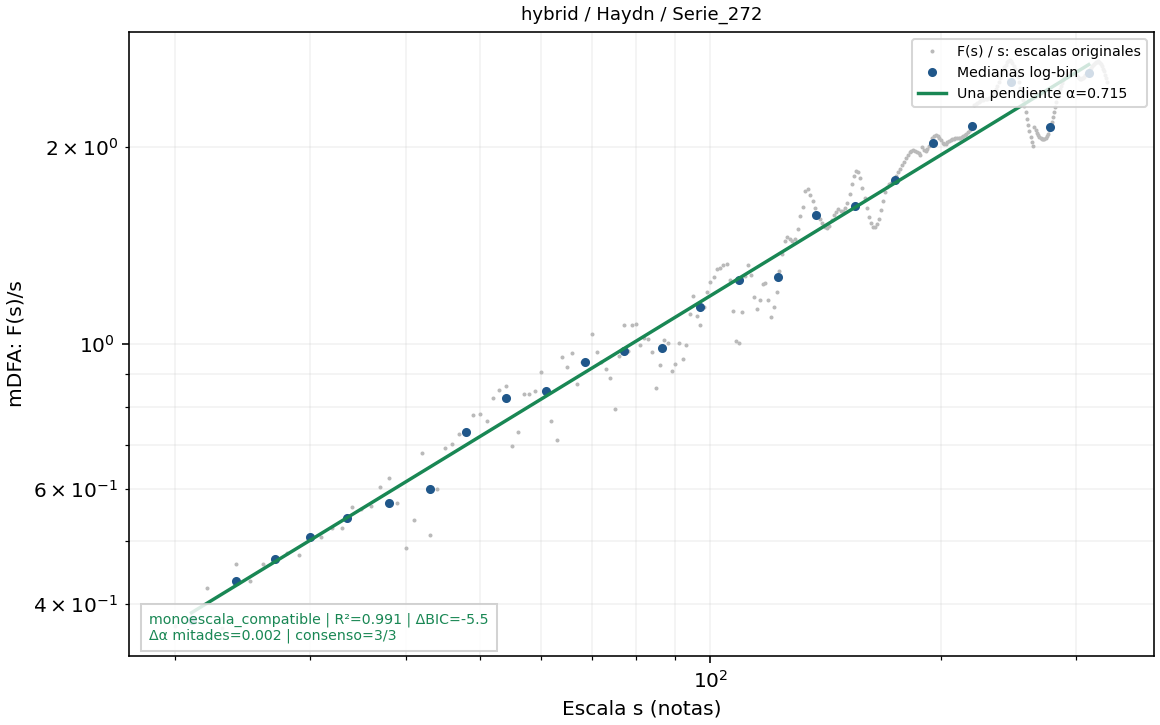 hybrid / Haydn / Serie_272
F(s) / s: escalas originales
Medianas log-bin
Una pendiente α=0.715
mDFA: F(s)/s
2 × 10⁰
10⁰
6 × 10⁻¹
4 × 10⁻¹
monoescala_compatible | R²=0.991 | ΔBIC=-5.5
Δα mitades=0.002 | consenso=3/3
10²
Escala s (notas)